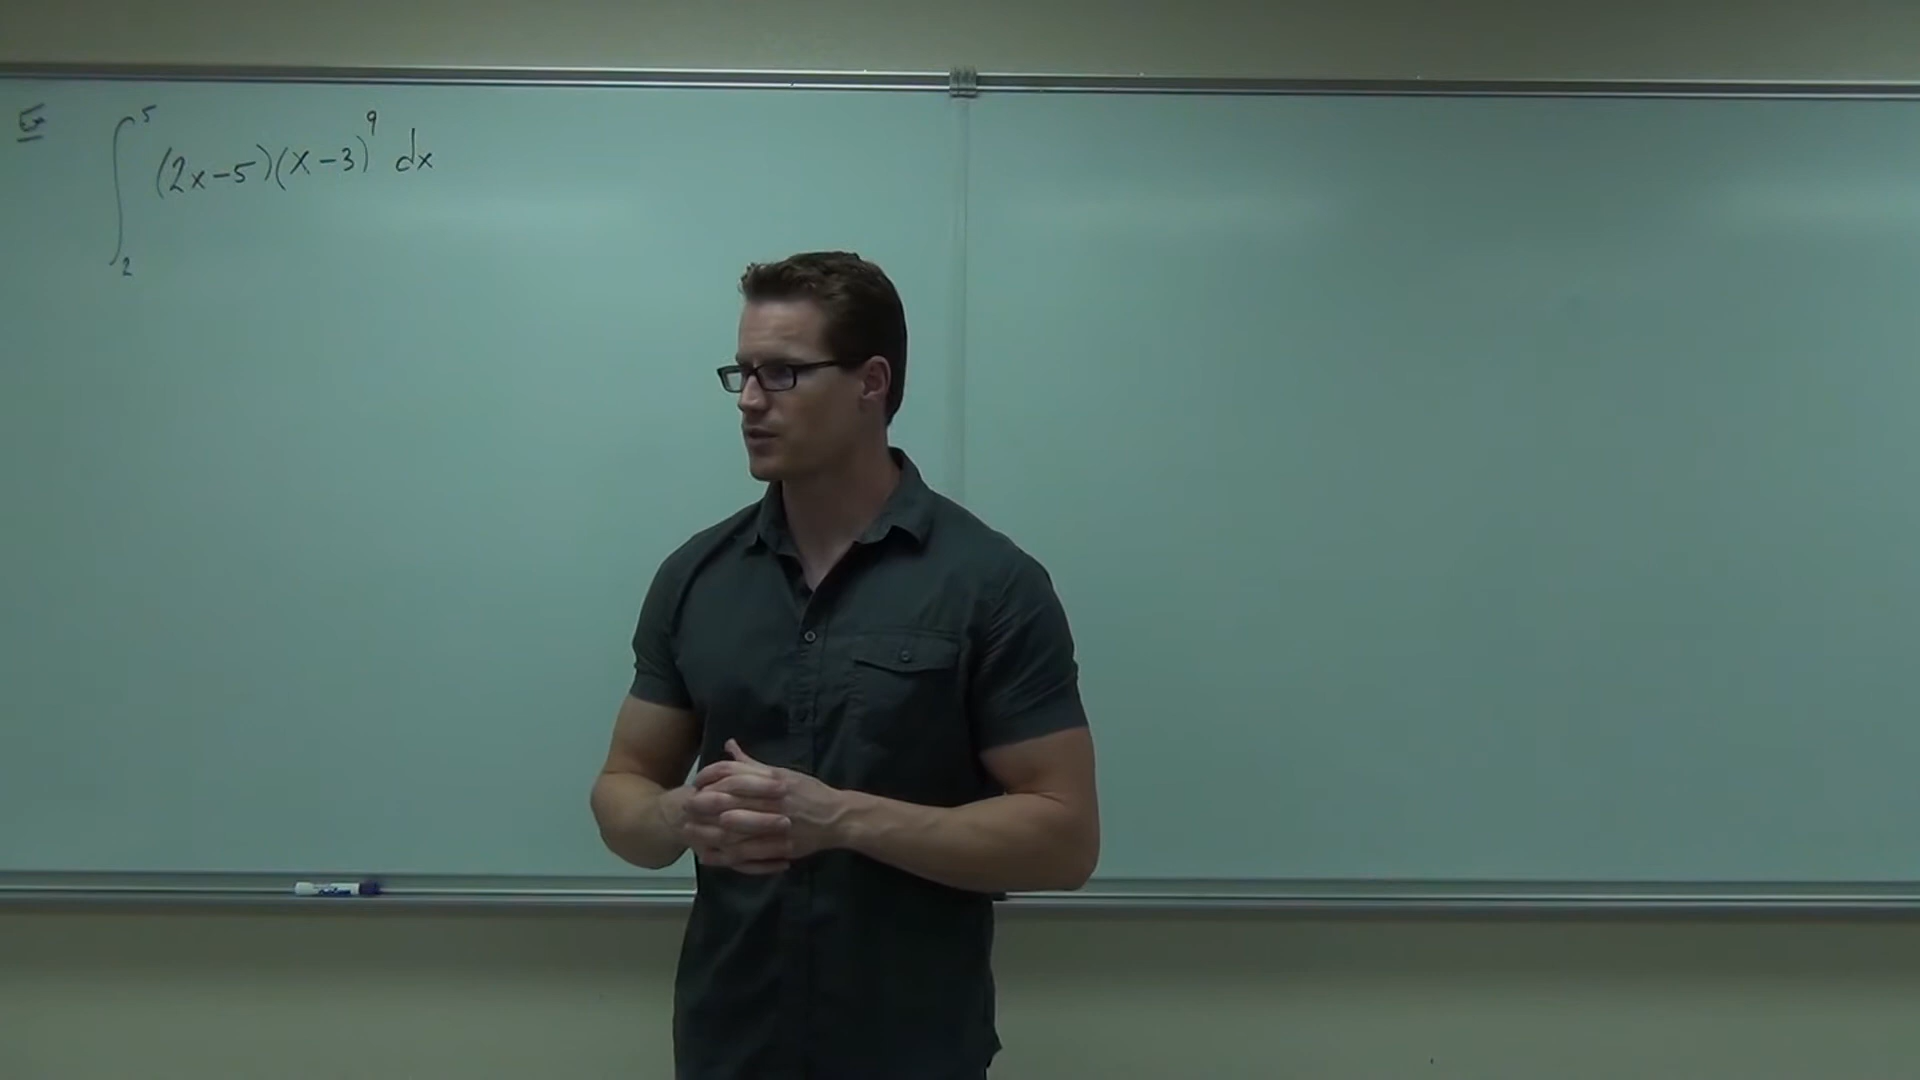 Ex ∫₂⁵ (2x-5)(x-3)⁹ dx